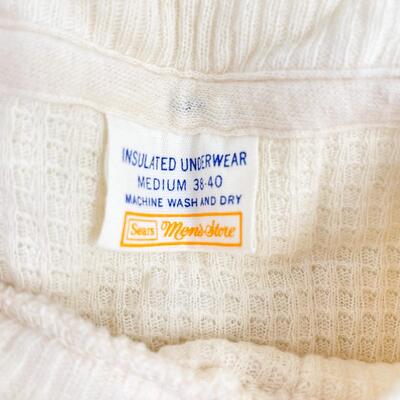 INSULATED UNDERWEAR
MEDIUM 38-40
MACHINE WASH AND DRY
Sears Men's Store